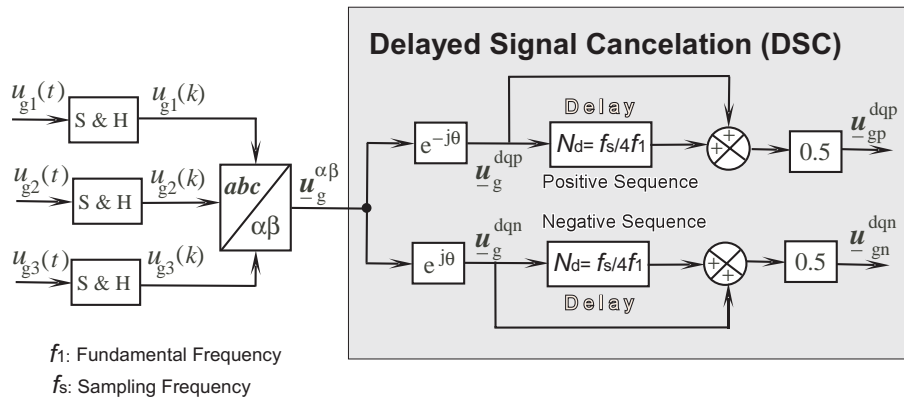 Delayed Signal Cancelation (DSC)
u_g1(t)
S & H
u_g1(k)
u_g2(t)
S & H
u_g2(k)
u_g3(t)
S & H
u_g3(k)
abc
αβ
u_g^αβ
e^-jθ
u_g^dqp
Delay
N_d= f_s/4f_1
Positive Sequence
+
+
0.5
u_gp^dqp
Negative Sequence
e^jθ
u_g^dqn
N_d= f_s/4f_1
Delay
+
+
0.5
u_gn^dqn
f_1: Fundamental Frequency
f_s: Sampling Frequency